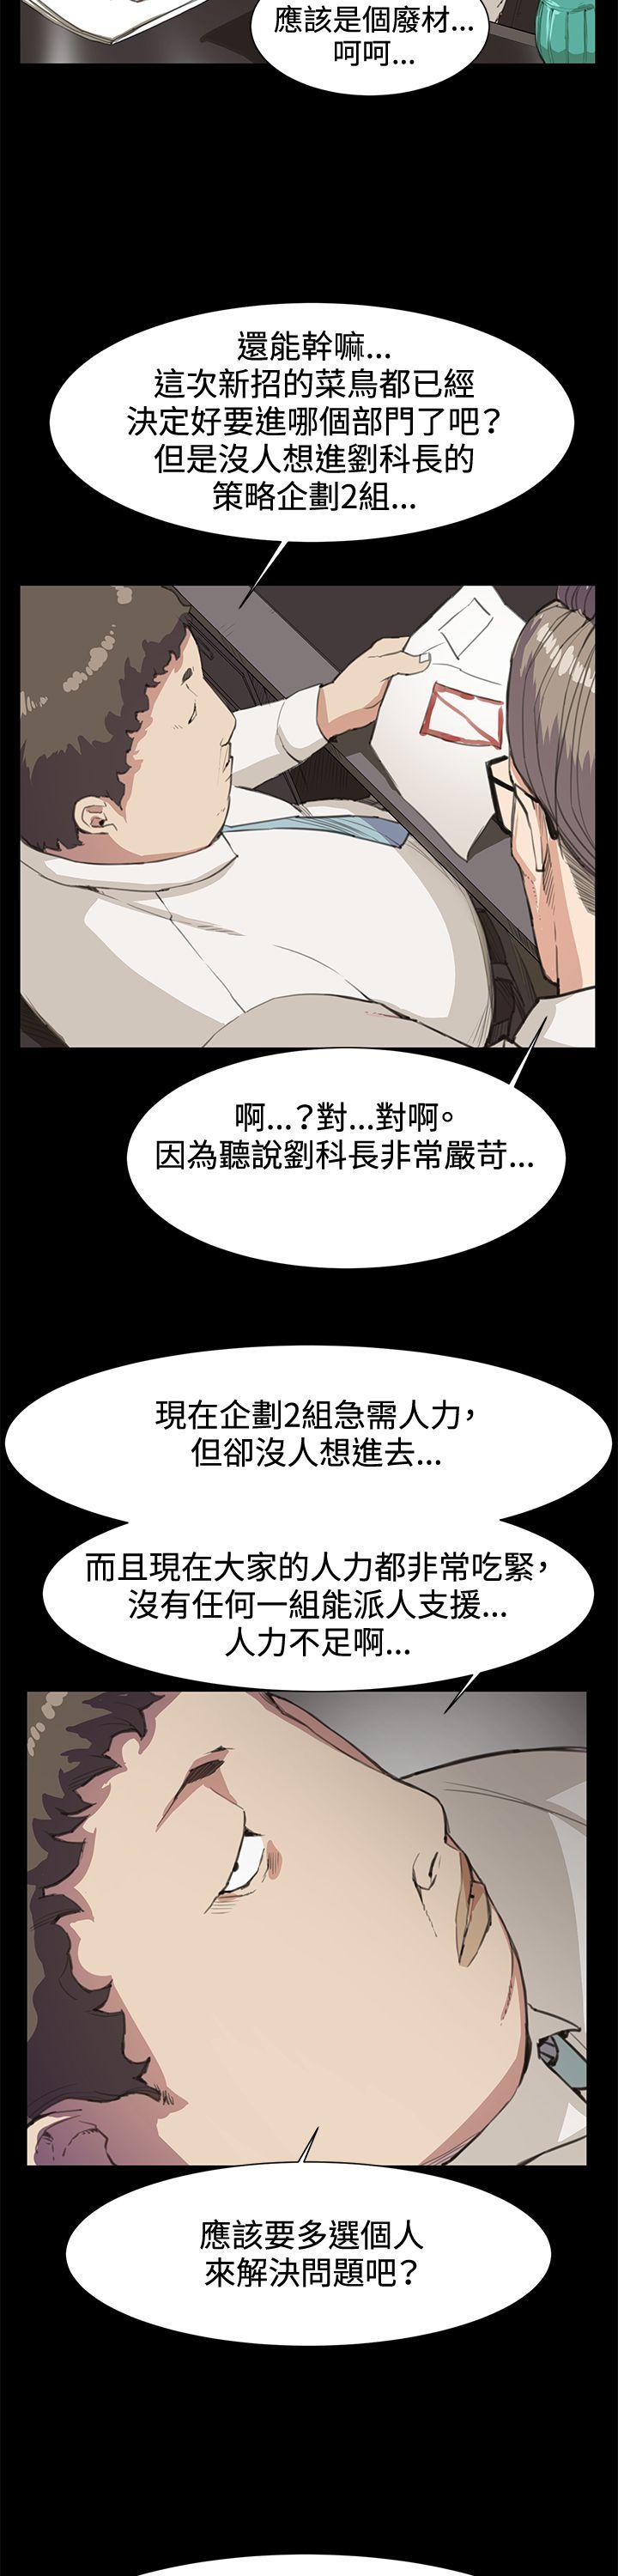 應該是個廢材...
呵呵...
還能幹嘛...
這次新招的菜鳥都已經
決定好要進哪個部門了吧？
但是沒人想進劉科長的
策略企劃2組...
啊...？對...對啊。
因為聽說劉科長非常嚴苛...
現在企劃2組急需人力，
但卻沒人想進去...
而且現在大家的人力都非常吃緊，
沒有任何一組能派人支援...
人力不足啊...
應該要多選個人
來解決問題吧？